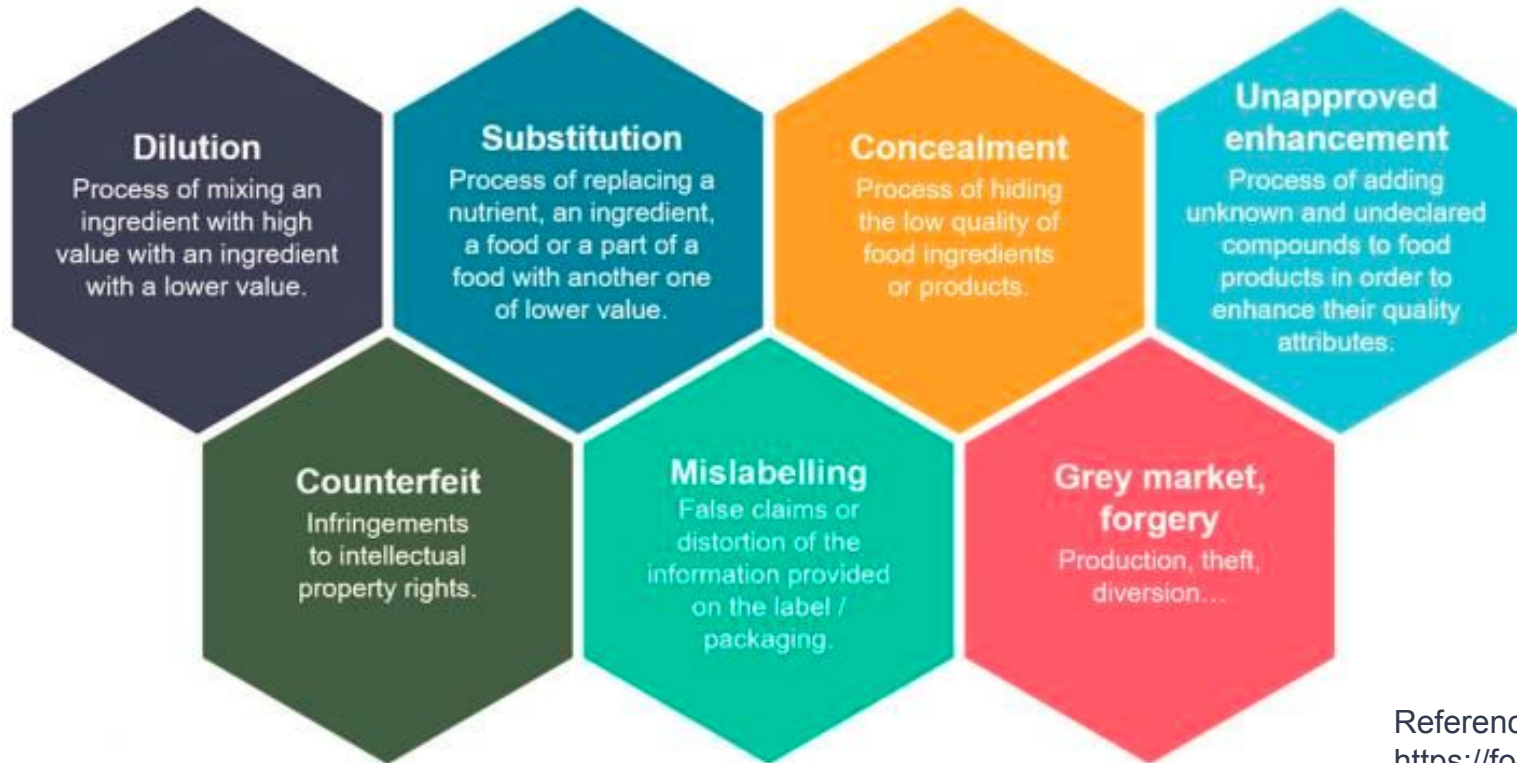 Dilution
Process of mixing an
ingredient with high
value with an ingredient
with a lower value.
Substitution
Process of replacing a
nutrient, an ingredient,
a food or a part of a
food with another one
of lower value.
Concealment
Process of hiding
the low quality of
food ingredients
or products.
Unapproved
enhancement
Process of adding
unknown and undeclared
compounds to food
products in order to
enhance their quality
attributes.
Counterfeit
Infringements
to intellectual
property rights.
Mislabelling
False claims or
distortion of the
information provided
on the label /
packaging.
Grey market,
forgery
Production, theft,
diversion...